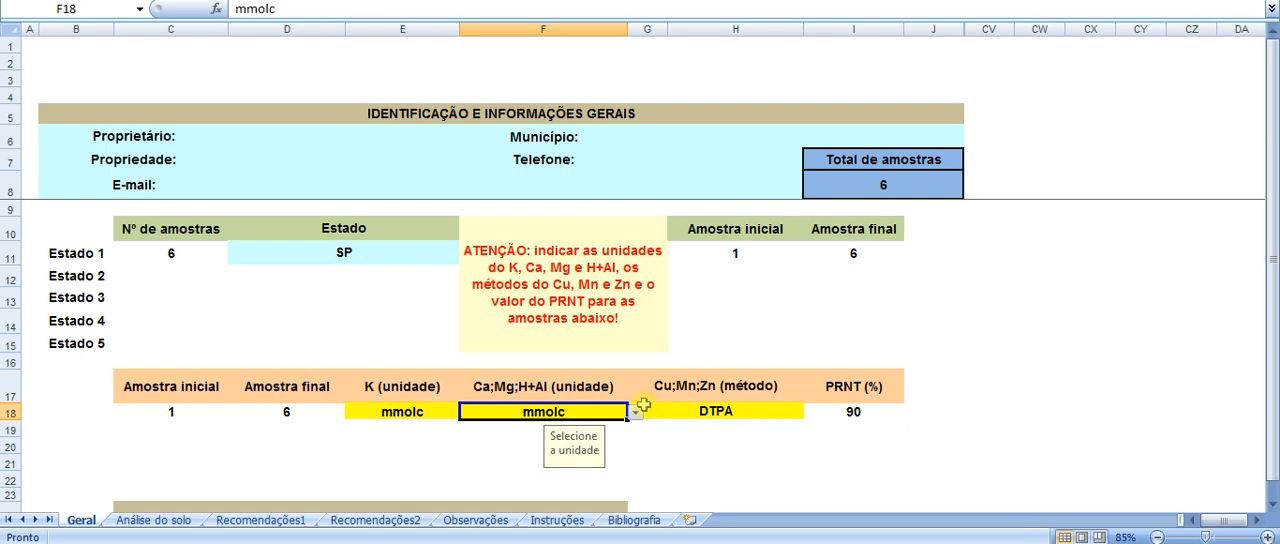 F18 fx mmolc
A B C D E F G H I J CV CW CX CY CZ DA
1
2
3
4
5 IDENTIFICAÇÃO E INFORMAÇÕES GERAIS
6 Proprietário: Município:
7 Propriedade: Telefone: Total de amostras
8 E-mail: 6
9
10 Nº de amostras Estado Amostra inicial Amostra final
11 Estado 1 6 SP 1 6
ATENÇÃO: indicar as unidades
do K, Ca, Mg e H+Al, os
métodos do Cu, Mn e Zn e o
valor do PRNT para as
amostras abaixo!
12 Estado 2
13 Estado 3
14 Estado 4
15 Estado 5
16
17 Amostra inicial Amostra final K (unidade) Ca;Mg;H+Al (unidade) Cu;Mn;Zn (método) PRNT (%)
18 1 6 mmolc mmolc DTPA 90
19
Selecione
a unidade
20
21
22
23
Geral Análise do solo Recomendações1 Recomendações2 Observações Instruções Bibliografia
Pronto 85%